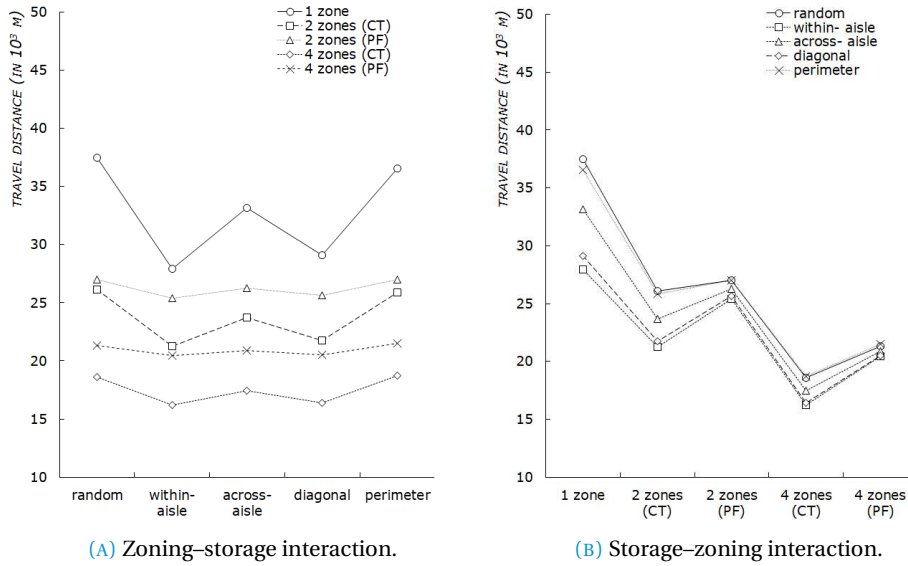 50
45
40
35
30
25
20
15
10
TRAVEL DISTANCE (IN 10³ M)
1 zone
2 zones (CT)
2 zones (PF)
4 zones (CT)
4 zones (PF)
random
within-
aisle
across-
aisle
diagonal
perimeter
(A) Zoning–storage interaction.
50
45
40
35
30
25
20
15
10
TRAVEL DISTANCE (IN 10³ M)
random
within- aisle
across- aisle
diagonal
perimeter
1 zone
2 zones
(CT)
2 zones
(PF)
4 zones
(CT)
4 zones
(PF)
(B) Storage–zoning interaction.